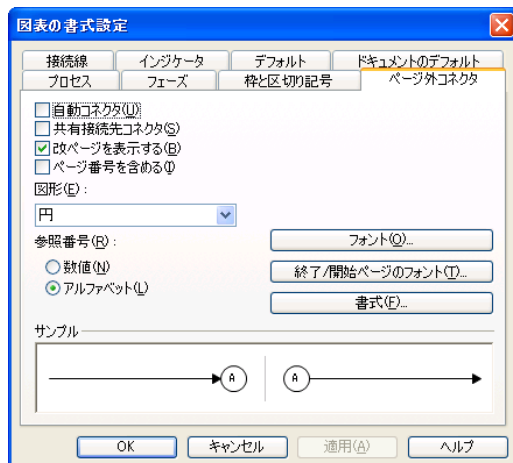 図表の書式設定
接続線 インジケータ デフォルト ドキュメントのデフォルト
プロセス フェーズ 枠と区切り記号 ページ外コネクタ
自動コネクタ(U)
共有接続先コネクタ(S)
改ページを表示する(B)
ページ番号を含める(I)
図形(E):
円
参照番号(R):
フォント(O)...
数値(N)
終了/開始ページのフォント(T)...
アルファベット(L)
書式(F)...
サンプル
A A
OK キャンセル 適用(A) ヘルプ